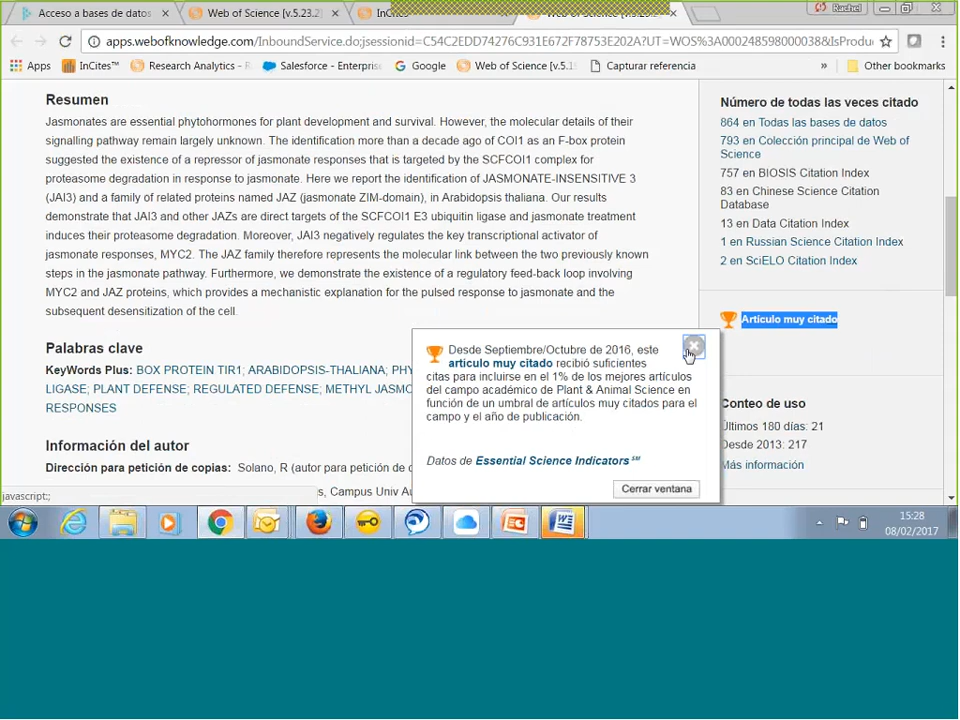 Acceso a bases de datos
Web of Science [v.5.23.2]
InCites
Web of Science [v.5.23.2]
Rachel
apps.webofknowledge.com/InboundService.do;jsessionid=C54C2EDD74276C931E672F78753E202A?UT=WOS%3A000248598000038&IsProdu
Apps
InCites™
Research Analytics - R
Salesforce - Enterpris
Google
Web of Science [v.5.1
Capturar referencia
»
Other bookmarks
Resumen
Jasmonates are essential phytohormones for plant development and survival. However, the molecular details of their
signalling pathway remain largely unknown. The identification more than a decade ago of COI1 as an F-box protein
suggested the existence of a repressor of jasmonate responses that is targeted by the SCFCOI1 complex for
proteasome degradation in response to jasmonate. Here we report the identification of JASMONATE-INSENSITIVE 3
(JAI3) and a family of related proteins named JAZ (jasmonate ZIM-domain), in Arabidopsis thaliana. Our results
demonstrate that JAI3 and other JAZs are direct targets of the SCFCOI1 E3 ubiquitin ligase and jasmonate treatment
induces their proteasome degradation. Moreover, JAI3 negatively regulates the key transcriptional activator of
jasmonate responses, MYC2. The JAZ family therefore represents the molecular link between the two previously known
steps in the jasmonate pathway. Furthermore, we demonstrate the existence of a regulatory feed-back loop involving
MYC2 and JAZ proteins, which provides a mechanistic explanation for the pulsed response to jasmonate and the
subsequent desensitization of the cell.
Palabras clave
KeyWords Plus: BOX PROTEIN TIR1; ARABIDOPSIS-THALIANA; PHY
LIGASE; PLANT DEFENSE; REGULATED DEFENSE; METHYL JASMO
RESPONSES
Información del autor
Dirección para petición de copias: Solano, R (autor para petición de c
s, Campus Univ Au
javascript:;
Número de todas las veces citado
864 en Todas las bases de datos
793 en Colección principal de Web of
Science
757 en BIOSIS Citation Index
83 en Chinese Science Citation
Database
13 en Data Citation Index
1 en Russian Science Citation Index
2 en SciELO Citation Index
Artículo muy citado
Conteo de uso
Últimos 180 días: 21
Desde 2013: 217
Más información
Desde Septiembre/Octubre de 2016, este
artículo muy citado recibió suficientes
citas para incluirse en el 1% de los mejores artículos
del campo académico de Plant & Animal Science en
función de un umbral de artículos muy citados para el
campo y el año de publicación.
Datos de Essential Science Indicators ℠
Cerrar ventana
15:28
08/02/2017